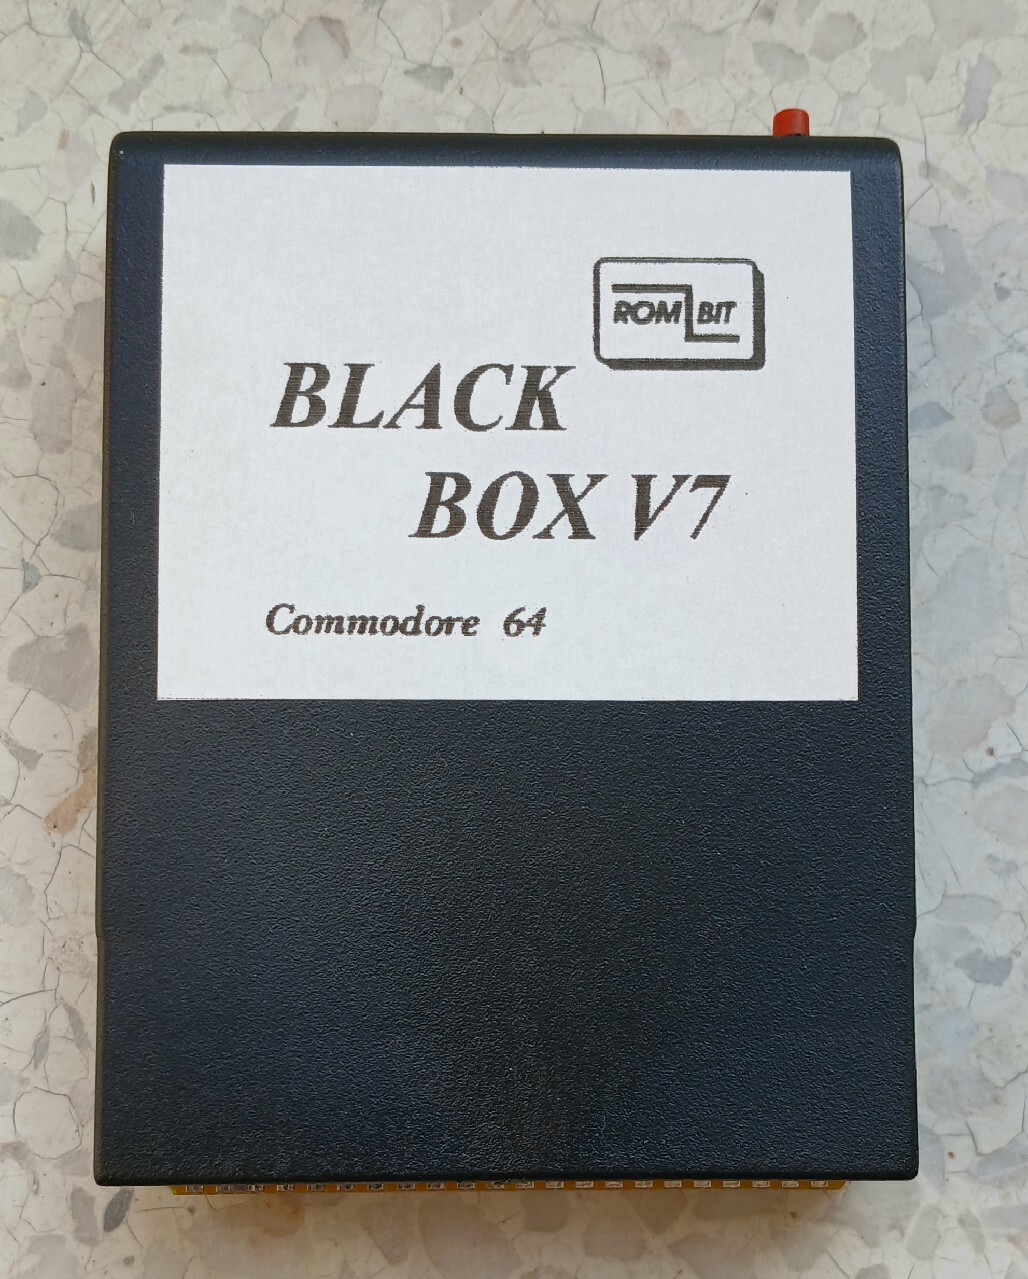 ROM BIT
BLACK
BOX V7
Commodore 64